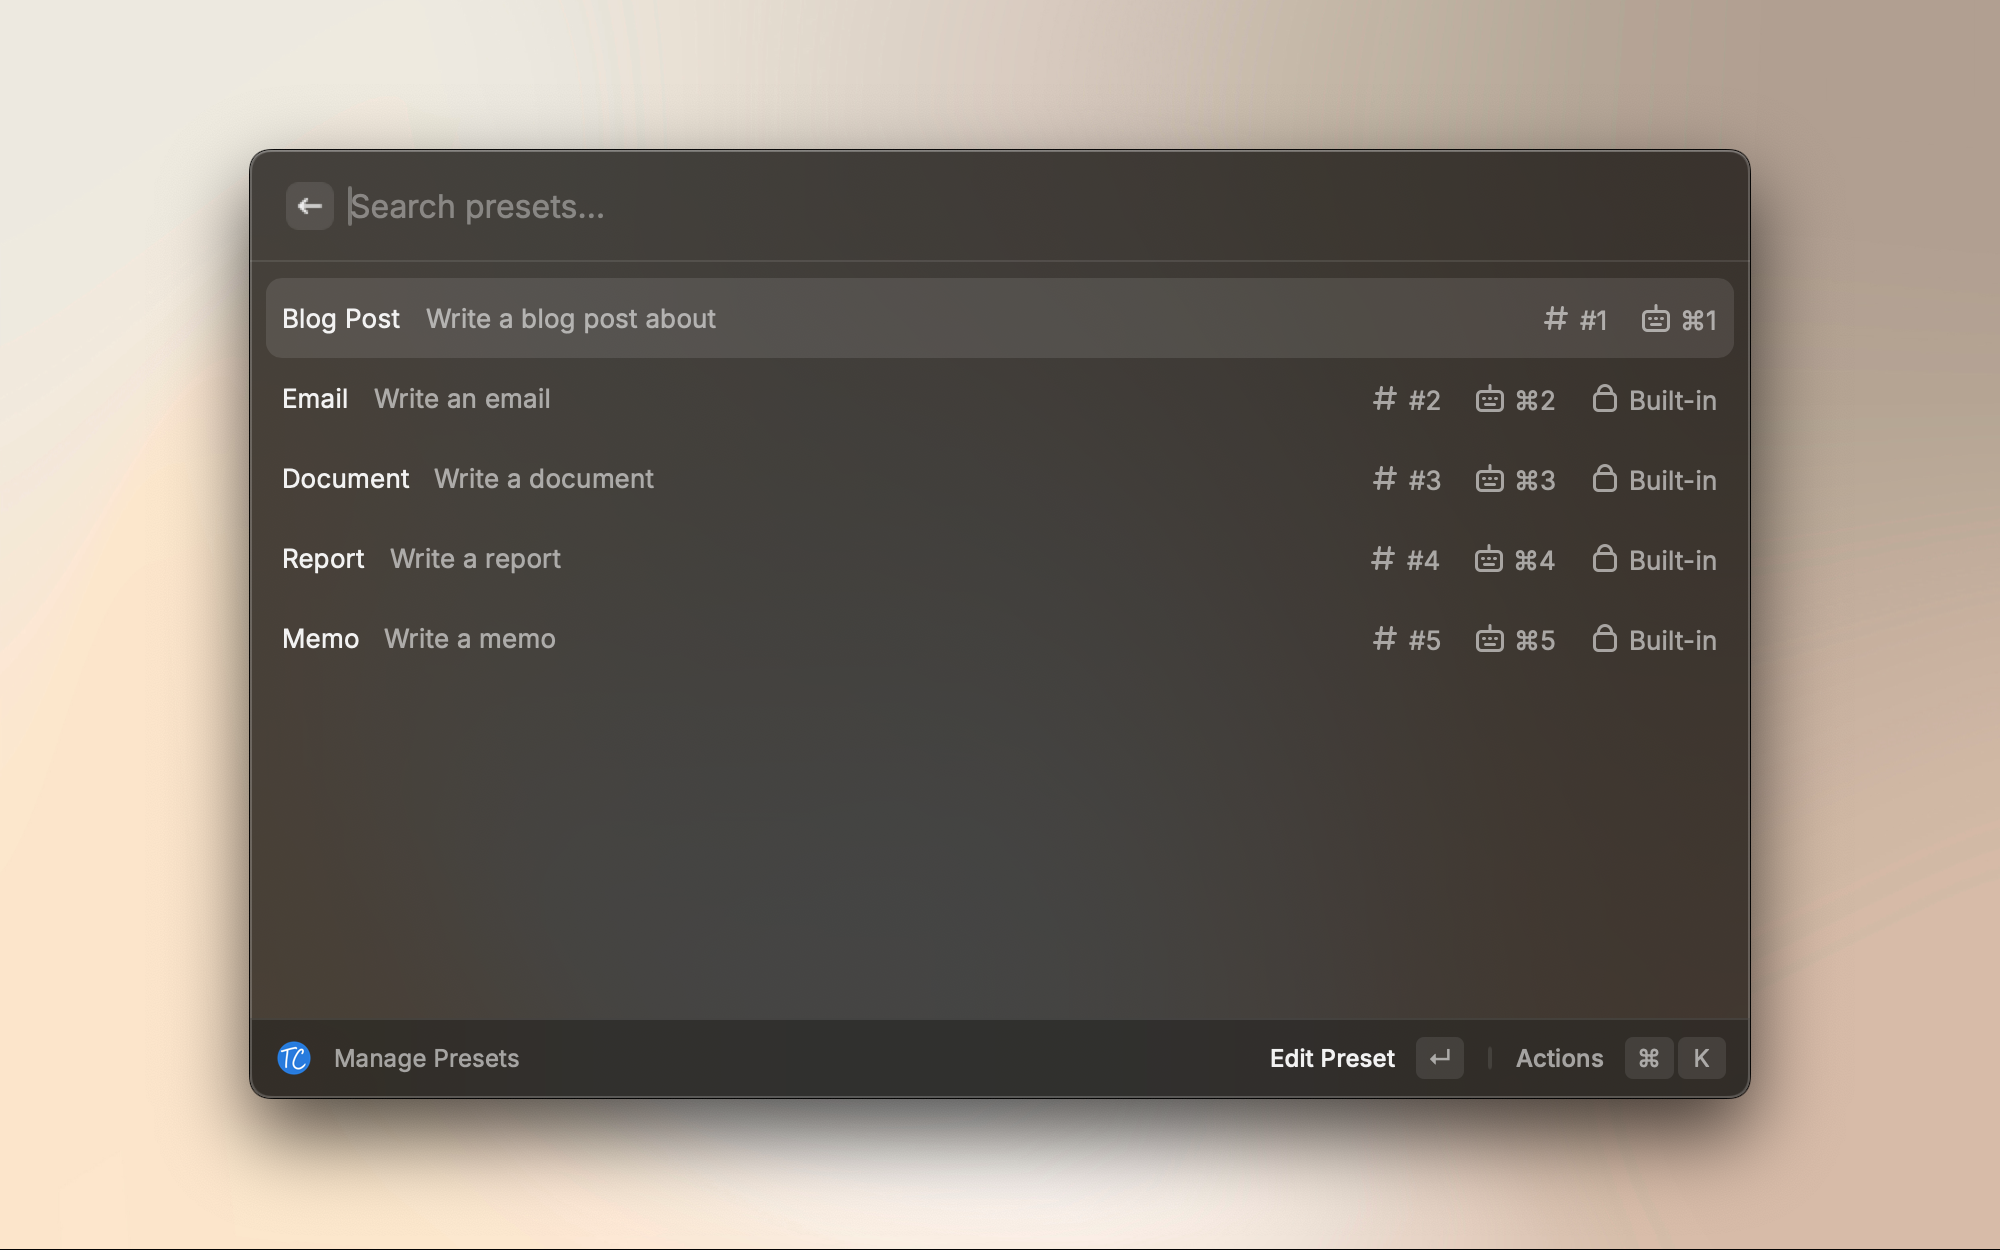 Search presets...
Blog Post Write a blog post about # #1 ⌘1
Email Write an email # #2 ⌘2 Built-in
Document Write a document # #3 ⌘3 Built-in
Report Write a report # #4 ⌘4 Built-in
Memo Write a memo # #5 ⌘5 Built-in
TC Manage Presets Edit Preset ↵ Actions ⌘ K